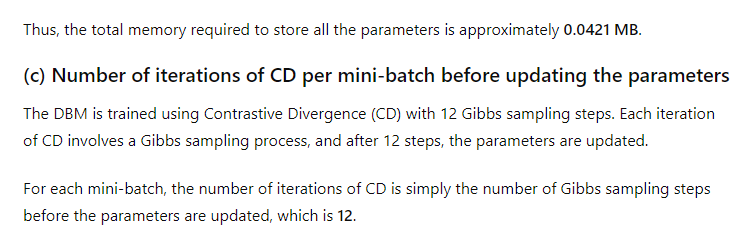 Thus, the total memory required to store all the parameters is approximately 0.0421 MB.
(c) Number of iterations of CD per mini-batch before updating the parameters
The DBM is trained using Contrastive Divergence (CD) with 12 Gibbs sampling steps. Each iteration
of CD involves a Gibbs sampling process, and after 12 steps, the parameters are updated.
For each mini-batch, the number of iterations of CD is simply the number of Gibbs sampling steps
before the parameters are updated, which is 12.